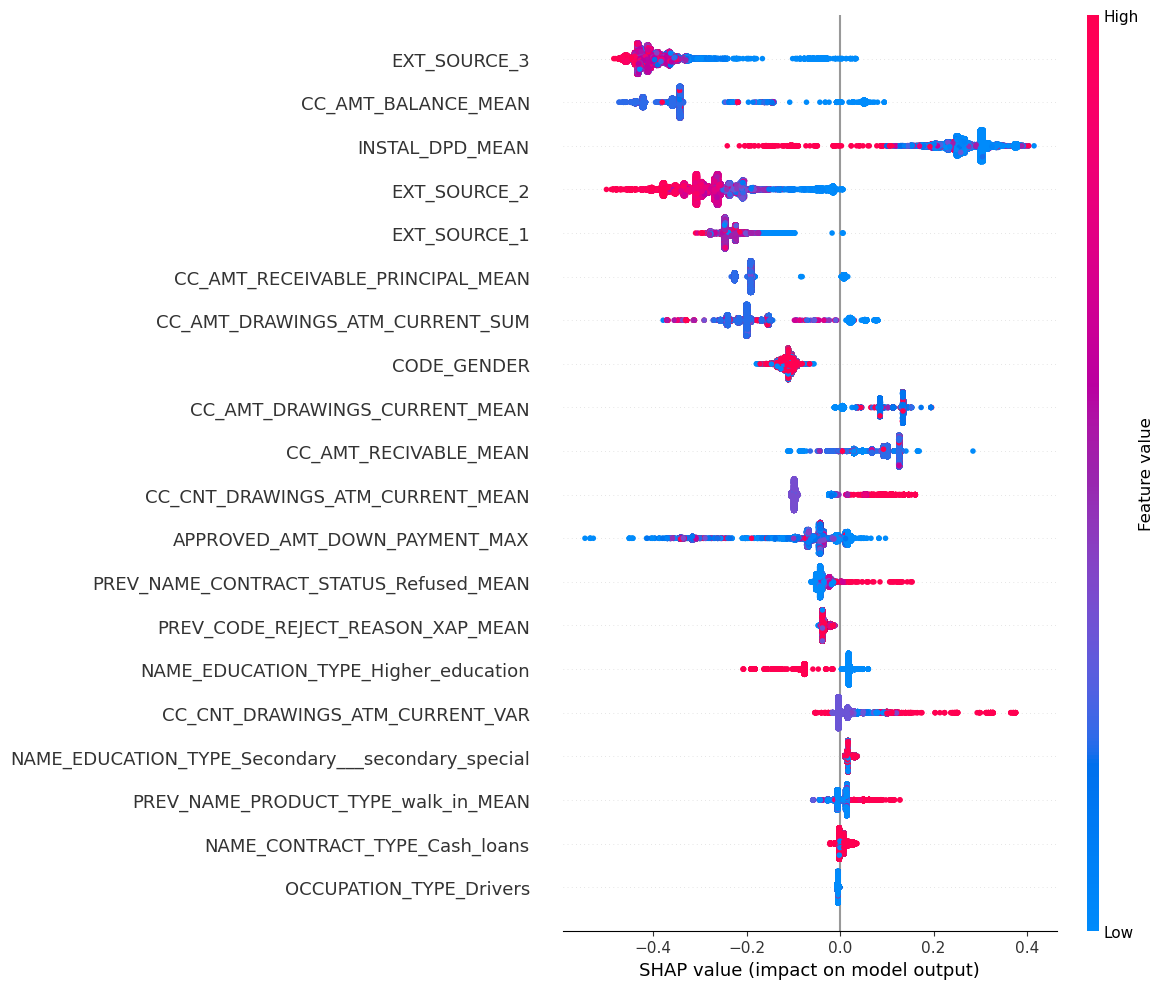 High
EXT_SOURCE_3
CC_AMT_BALANCE_MEAN
INSTAL_DPD_MEAN
EXT_SOURCE_2
EXT_SOURCE_1
CC_AMT_RECEIVABLE_PRINCIPAL_MEAN
CC_AMT_DRAWINGS_ATM_CURRENT_SUM
CODE_GENDER
CC_AMT_DRAWINGS_CURRENT_MEAN
CC_AMT_RECIVABLE_MEAN
CC_CNT_DRAWINGS_ATM_CURRENT_MEAN
APPROVED_AMT_DOWN_PAYMENT_MAX
PREV_NAME_CONTRACT_STATUS_Refused_MEAN
PREV_CODE_REJECT_REASON_XAP_MEAN
NAME_EDUCATION_TYPE_Higher_education
CC_CNT_DRAWINGS_ATM_CURRENT_VAR
NAME_EDUCATION_TYPE_Secondary___secondary_special
PREV_NAME_PRODUCT_TYPE_walk_in_MEAN
NAME_CONTRACT_TYPE_Cash_loans
OCCUPATION_TYPE_Drivers
Feature value
Low
−0.4 −0.2 0.0 0.2 0.4
SHAP value (impact on model output)